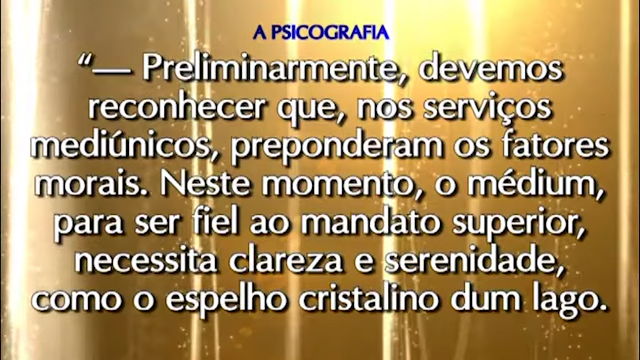 A PSICOGRAFIA
“— Preliminarmente, devemos
reconhecer que, nos serviços
mediúnicos, preponderam os fatores
morais. Neste momento, o médium,
para ser fiel ao mandato superior,
necessita clareza e serenidade,
como o espelho cristalino dum lago.